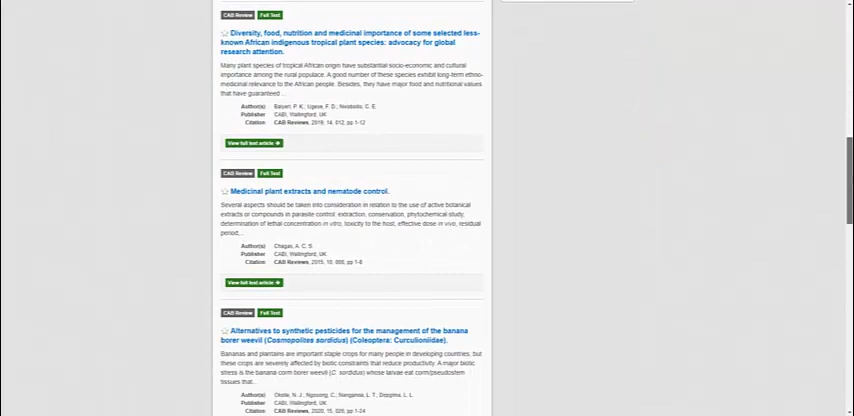 CAB Review Full Text
Diversity, food, nutrition and medicinal importance of some selected less-
known African indigenous tropical plant species: advocacy for global
research attention.
Many plant species of tropical African origin have substantial socio-economic and cultural
importance among the rural populace. A good number of these species exhibit long-term ethno-
medicinal relevance to the African people. Besides, they have major food and nutritional values
that have guaranteed ...
Author(s) Baiyeri, P. K.; Ugese, F. D.; Nwobodo, C. E.
Publisher CABI, Wallingford, UK
Citation CAB Reviews, 2019, 14, 012, pp 1-12
View full text article
CAB Review Full Text
Medicinal plant extracts and nematode control.
Several aspects should be taken into consideration in relation to the use of active botanical
extracts or compounds in parasite control: extraction, conservation, phytochemical study,
determination of lethal concentration in vitro, toxicity to the host, effective dose in vivo, residual
period...
Author(s) Chagas, A. C. S.
Publisher CABI, Wallingford, UK
Citation CAB Reviews, 2015, 10, 008, pp 1-8
View full text article
CAB Review Full Text
Alternatives to synthetic pesticides for the management of the banana
borer weevil (Cosmopolites sordidus) (Coleoptera: Curculioniidae).
Bananas and plantains are important staple crops for many people in developing countries, but
these crops are severely affected by biotic constraints that reduce productivity. A major biotic
stress is the banana corm borer weevil (C. sordidus) whose larvae eat corm/pseudostem
tissues that...
Author(s) Okolle, N. J.; Ngosong, C.; Nanganoa, L. T.; Dopgima, L. L.
Publisher CABI, Wallingford, UK
Citation CAB Reviews, 2020, 15, 026, pp 1-24